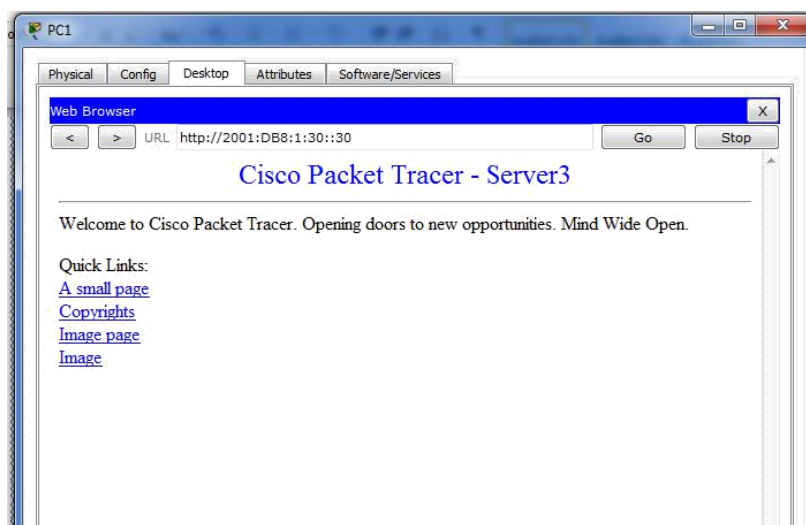 PC1
Physical Config Desktop Attributes Software/Services
Web Browser X
< > URL http://2001:DB8:1:30::30 Go Stop
Cisco Packet Tracer - Server3
Welcome to Cisco Packet Tracer. Opening doors to new opportunities. Mind Wide Open.
Quick Links:
A small page
Copyrights
Image page
Image